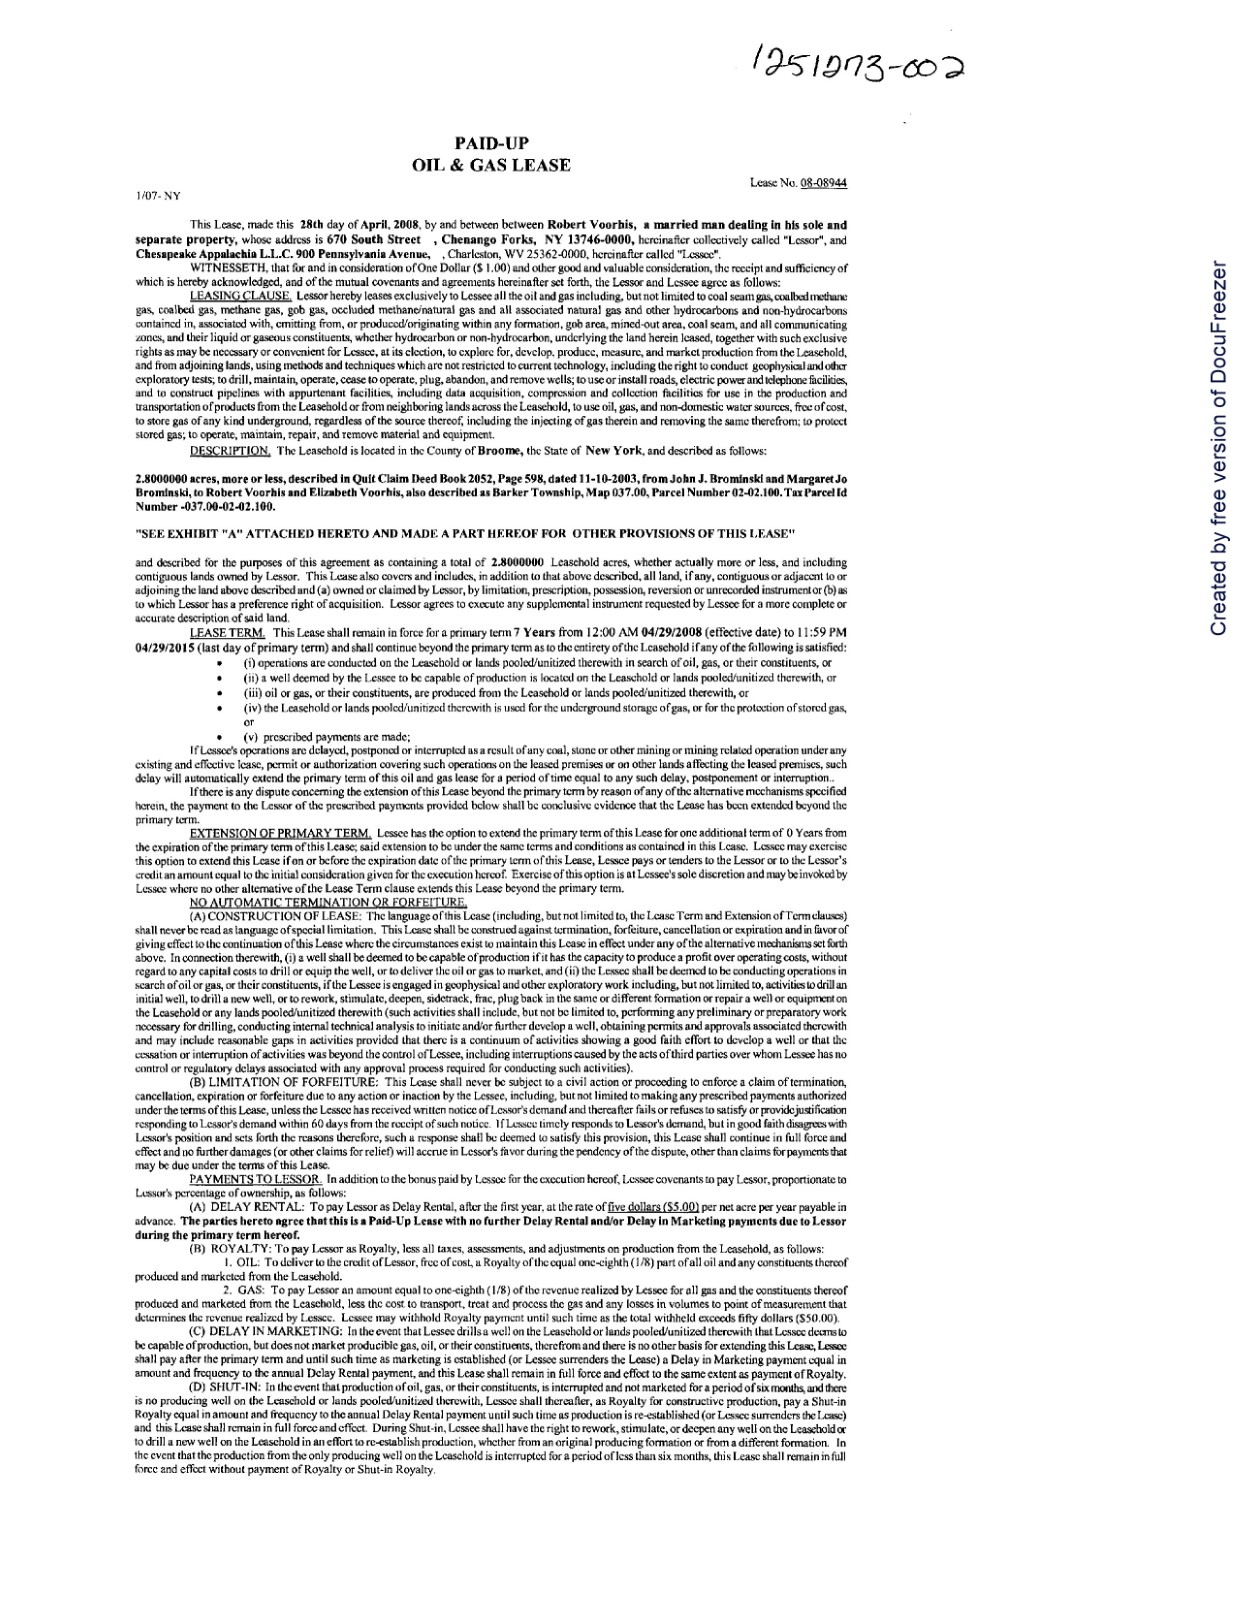 1251273-002
PAID-UP
OIL & GAS LEASE
Lease No. 08-08944
1/07- NY
This Lease, made this 28th day of April, 2008, by and between between Robert Voorhis, a married man dealing in his sole and
separate property, whose address is 670 South Street , Chenango Forks, NY 13746-0000, hereinafter collectively called "Lessor", and
Chesapeake Appalachia L.L.C. 900 Pennsylvania Avenue, , Charleston, WV 25362-0000, hereinafter called "Lessee".
WITNESSETH, that for and in consideration of One Dollar ($ 1.00) and other good and valuable consideration, the receipt and sufficiency of
which is hereby acknowledged, and of the mutual covenants and agreements hereinafter set forth, the Lessor and Lessee agree as follows:
LEASING CLAUSE. Lessor hereby leases exclusively to Lessee all the oil and gas including, but not limited to coal seam gas, coalbed methane
gas, coalbed gas, methane gas, gob gas, occluded methane/natural gas and all associated natural gas and other hydrocarbons and non-hydrocarbons
contained in, associated with, emitting from, or produced/originating within any formation, gob area, mined-out area, coal seam, and all communicating
zones, and their liquid or gaseous constituents, whether hydrocarbon or non-hydrocarbon, underlying the land herein leased, together with such exclusive
rights as may be necessary or convenient for Lessee, at its election, to explore for, develop, produce, measure, and market production from the Leasehold,
and from adjoining lands, using methods and techniques which are not restricted to current technology, including the right to conduct geophysical and other
exploratory tests; to drill, maintain, operate, cease to operate, plug, abandon, and remove wells; to use or install roads, electric power and telephone facilities,
and to construct pipelines with appurtenant facilities, including data acquisition, compression and collection facilities for use in the production and
transportation of products from the Leasehold or from neighboring lands across the Leasehold, to use oil, gas, and non-domestic water sources, free of cost,
to store gas of any kind underground, regardless of the source thereof, including the injecting of gas therein and removing the same therefrom; to protect
stored gas; to operate, maintain, repair, and remove material and equipment.
DESCRIPTION. The Leasehold is located in the County of Broome, the State of New York, and described as follows:
2.8000000 acres, more or less, described in Quit Claim Deed Book 2052, Page 598, dated 11-10-2003, from John J. Brominski and Margaret Jo
Brominski, to Robert Voorhis and Elizabeth Voorhis, also described as Barker Township, Map 037.00, Parcel Number 02-02.100. Tax Parcel Id
Number -037.00-02-02.100.
"SEE EXHIBIT "A" ATTACHED HERETO AND MADE A PART HEREOF FOR OTHER PROVISIONS OF THIS LEASE"
and described for the purposes of this agreement as containing a total of 2.8000000 Leasehold acres, whether actually more or less, and including
contiguous lands owned by Lessor. This Lease also covers and includes, in addition to that above described, all land, if any, contiguous or adjacent to or
adjoining the land above described and (a) owned or claimed by Lessor, by limitation, prescription, possession, reversion or unrecorded instrument or (b) as
to which Lessor has a preference right of acquisition. Lessor agrees to execute any supplemental instrument requested by Lessee for a more complete or
accurate description of said land.
LEASE TERM. This Lease shall remain in force for a primary term 7 Years from 12:00 AM 04/29/2008 (effective date) to 11:59 PM
04/29/2015 (last day of primary term) and shall continue beyond the primary term as to the entirety of the Leasehold if any of the following is satisfied:
• (i) operations are conducted on the Leasehold or lands pooled/unitized therewith in search of oil, gas, or their constituents, or
• (ii) a well deemed by the Lessee to be capable of production is located on the Leasehold or lands pooled/unitized therewith, or
• (iii) oil or gas, or their constituents, are produced from the Leasehold or lands pooled/unitized therewith, or
• (iv) the Leasehold or lands pooled/unitized therewith is used for the underground storage of gas, or for the protection of stored gas,
or
• (v) prescribed payments are made;
If Lessee's operations are delayed, postponed or interrupted as a result of any coal, stone or other mining or mining related operation under any
existing and effective lease, permit or authorization covering such operations on the leased premises or on other lands affecting the leased premises, such
delay will automatically extend the primary term of this oil and gas lease for a period of time equal to any such delay, postponement or interruption..
If there is any dispute concerning the extension of this Lease beyond the primary term by reason of any of the alternative mechanisms specified
herein, the payment to the Lessor of the prescribed payments provided below shall be conclusive evidence that the Lease has been extended beyond the
primary term.
EXTENSION OF PRIMARY TERM. Lessee has the option to extend the primary term of this Lease for one additional term of 0 Years from
the expiration of the primary term of this Lease; said extension to be under the same terms and conditions as contained in this Lease. Lessee may exercise
this option to extend this Lease if on or before the expiration date of the primary term of this Lease, Lessee pays or tenders to the Lessor or to the Lessor's
credit an amount equal to the initial consideration given for the execution hereof. Exercise of this option is at Lessee's sole discretion and may be invoked by
Lessee where no other alternative of the Lease Term clause extends this Lease beyond the primary term.
NO AUTOMATIC TERMINATION OR FORFEITURE.
(A) CONSTRUCTION OF LEASE: The language of this Lease (including, but not limited to, the Lease Term and Extension of Term clauses)
shall never be read as language of special limitation. This Lease shall be construed against termination, forfeiture, cancellation or expiration and in favor of
giving effect to the continuation of this Lease where the circumstances exist to maintain this Lease in effect under any of the alternative mechanisms set forth
above. In connection therewith, (i) a well shall be deemed to be capable of production if it has the capacity to produce a profit over operating costs, without
regard to any capital costs to drill or equip the well, or to deliver the oil or gas to market, and (ii) the Lessee shall be deemed to be conducting operations in
search of oil or gas, or their constituents, if the Lessee is engaged in geophysical and other exploratory work including, but not limited to, activities to drill an
initial well, to drill a new well, or to rework, stimulate, deepen, sidetrack, frac, plug back in the same or different formation or repair a well or equipment on
the Leasehold or any lands pooled/unitized therewith (such activities shall include, but not be limited to, performing any preliminary or preparatory work
necessary for drilling, conducting internal technical analysis to initiate and/or further develop a well, obtaining permits and approvals associated therewith
and may include reasonable gaps in activities provided that there is a continuum of activities showing a good faith effort to develop a well or that the
cessation or interruption of activities was beyond the control of Lessee, including interruptions caused by the acts of third parties over whom Lessee has no
control or regulatory delays associated with any approval process required for conducting such activities).
(B) LIMITATION OF FORFEITURE: This Lease shall never be subject to a civil action or proceeding to enforce a claim of termination,
cancellation, expiration or forfeiture due to any action or inaction by the Lessee, including, but not limited to making any prescribed payments authorized
under the terms of this Lease, unless the Lessee has received written notice of Lessor's demand and thereafter fails or refuses to satisfy or provide justification
responding to Lessor's demand within 60 days from the receipt of such notice. If Lessee timely responds to Lessor's demand, but in good faith disagrees with
Lessor's position and sets forth the reasons therefore, such a response shall be deemed to satisfy this provision, this Lease shall continue in full force and
effect and no further damages (or other claims for relief) will accrue in Lessor's favor during the pendency of the dispute, other than claims for payments that
may be due under the terms of this Lease.
PAYMENTS TO LESSOR. In addition to the bonus paid by Lessee for the execution hereof, Lessee covenants to pay Lessor, proportionate to
Lessor's percentage of ownership, as follows:
(A) DELAY RENTAL: To pay Lessor as Delay Rental, after the first year, at the rate of five dollars ($5.00) per net acre per year payable in
advance. The parties hereto agree that this is a Paid-Up Lease with no further Delay Rental and/or Delay in Marketing payments due to Lessor
during the primary term hereof.
(B) ROYALTY: To pay Lessor as Royalty, less all taxes, assessments, and adjustments on production from the Leasehold, as follows:
1. OIL: To deliver to the credit of Lessor, free of cost, a Royalty of the equal one-eighth (1/8) part of all oil and any constituents thereof
produced and marketed from the Leasehold.
2. GAS: To pay Lessor an amount equal to one-eighth (1/8) of the revenue realized by Lessee for all gas and the constituents thereof
produced and marketed from the Leasehold, less the cost to transport, treat and process the gas and any losses in volumes to point of measurement that
determines the revenue realized by Lessee. Lessee may withhold Royalty payment until such time as the total withheld exceeds fifty dollars ($50.00).
(C) DELAY IN MARKETING: In the event that Lessee drills a well on the Leasehold or lands pooled/unitized therewith that Lessee deems to
be capable of production, but does not market producible gas, oil, or their constituents, therefrom and there is no other basis for extending this Lease, Lessee
shall pay after the primary term and until such time as marketing is established (or Lessee surrenders the Lease) a Delay in Marketing payment equal in
amount and frequency to the annual Delay Rental payment, and this Lease shall remain in full force and effect to the same extent as payment of Royalty.
(D) SHUT-IN: In the event that production of oil, gas, or their constituents, is interrupted and not marketed for a period of six months, and there
is no producing well on the Leasehold or lands pooled/unitized therewith, Lessee shall thereafter, as Royalty for constructive production, pay a Shut-in
Royalty equal in amount and frequency to the annual Delay Rental payment until such time as production is re-established (or Lessee surrenders the Lease)
and this Lease shall remain in full force and effect. During Shut-in, Lessee shall have the right to rework, stimulate, or deepen any well on the Leasehold or
to drill a new well on the Leasehold in an effort to re-establish production, whether from an original producing formation or from a different formation. In
the event that the production from the only producing well on the Leasehold is interrupted for a period of less than six months, this Lease shall remain in full
force and effect without payment of Royalty or Shut-in Royalty.
Created by free version of DocuFreezer